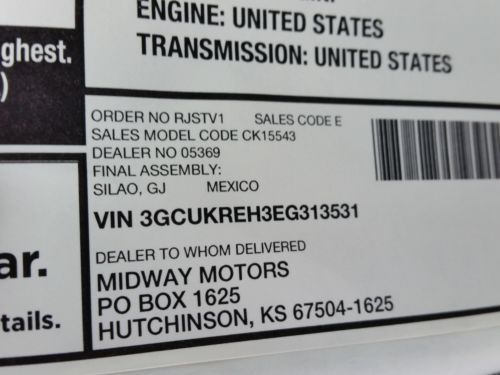 ENGINE: UNITED STATES
TRANSMISSION: UNITED STATES
ghest.
)
ORDER NO RJSTV1 SALES CODE E
SALES MODEL CODE CK15543
DEALER NO 05369
FINAL ASSEMBLY:
SILAO, GJ MEXICO
VIN 3GCUKREH3EG313531
DEALER TO WHOM DELIVERED
MIDWAY MOTORS
PO BOX 1625
HUTCHINSON, KS 67504-1625
ar.
tails.